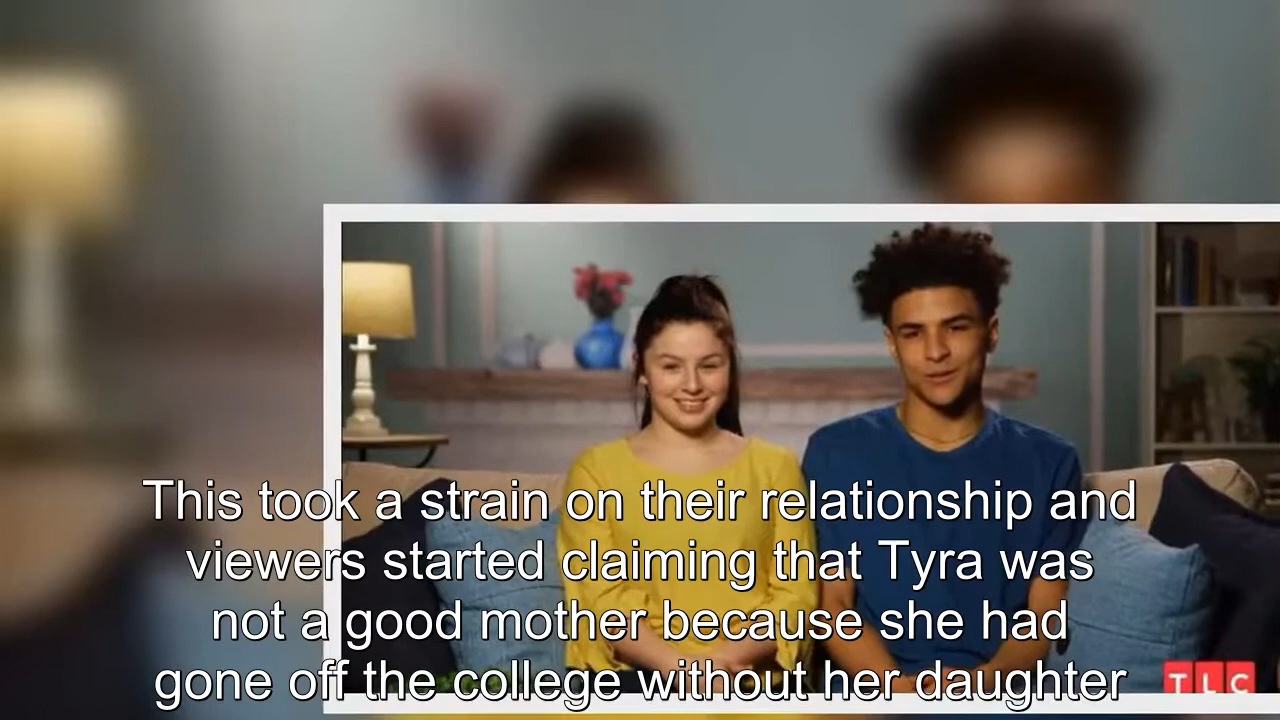 This took a strain on their relationship and
viewers started claiming that Tyra was
not a good mother because she had
gone off the college without her daughter
TLC